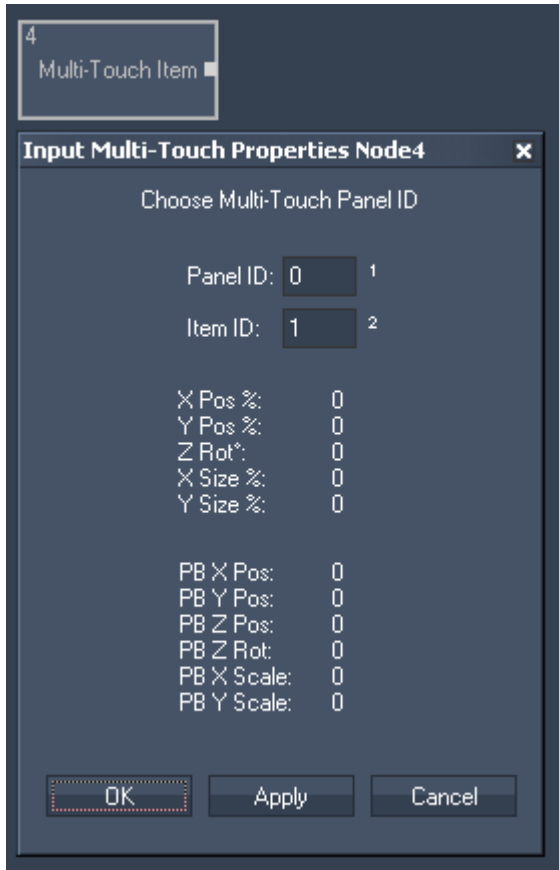 4
Multi-Touch Item
Input Multi-Touch Properties Node4 x
Choose Multi-Touch Panel ID
Panel ID: 0 1
Item ID: 1 2
X Pos %: 0
Y Pos %: 0
Z Rot°: 0
X Size %: 0
Y Size %: 0
PB X Pos: 0
PB Y Pos: 0
PB Z Pos: 0
PB Z Rot: 0
PB X Scale: 0
PB Y Scale: 0
OK Apply Cancel